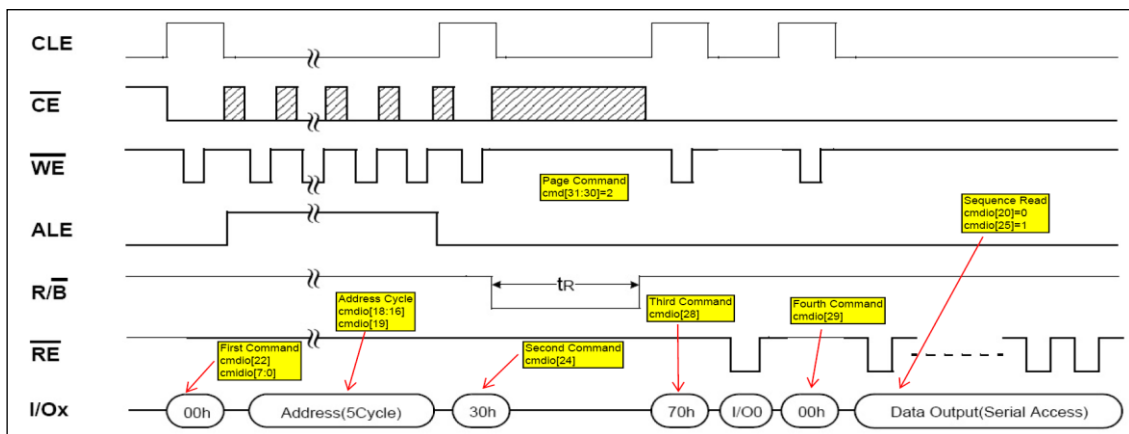 CLE
CE
WE
Page Command
cmd[31:30]=2
Sequence Read
cmdio[20]=0
cmdio[25]=1
ALE
R/B
tR
Address Cycle
cmdio[18:16]
cmdio[19]
Third Command
cmdio[28]
Fourth Command
cmdio[29]
RE
First Command
cmdio[22]
cmidio[7:0]
Second Command
cmdio[24]
I/Ox
00h
Address(5Cycle)
30h
70h
I/O0
00h
Data Output(Serial Access)